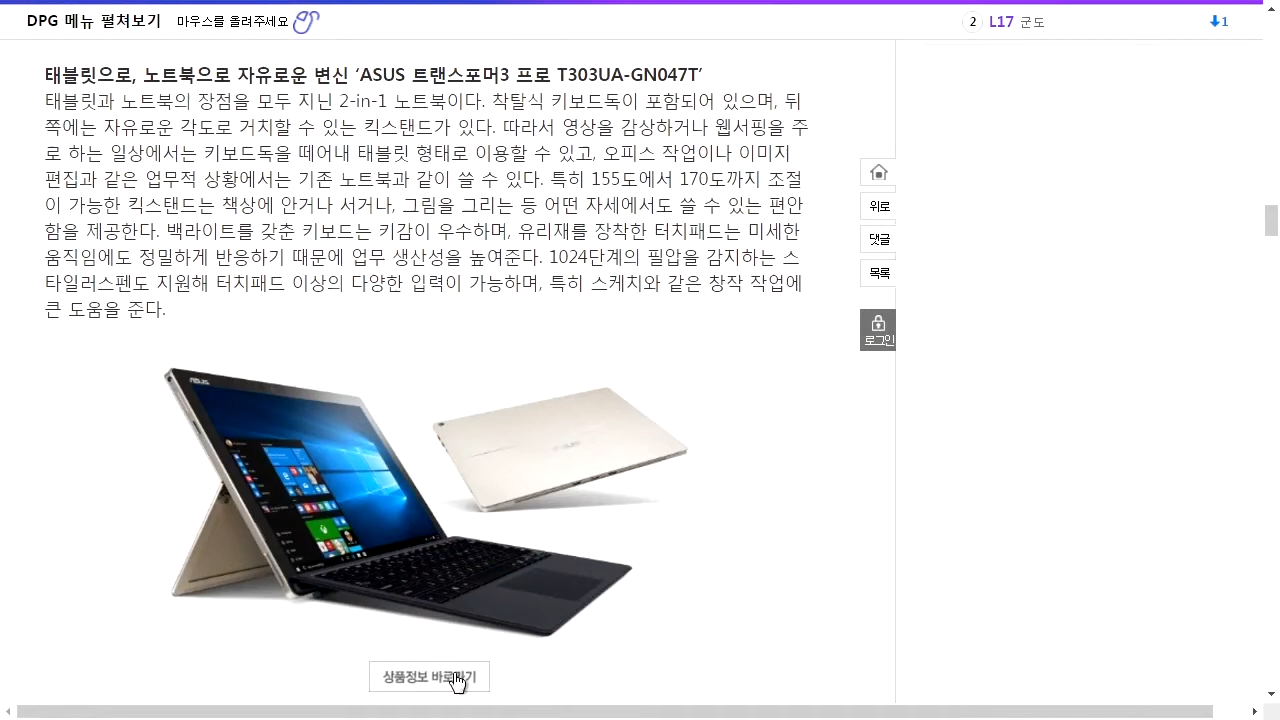 DPG 메뉴 펼쳐보기 마우스를 올려주세요
2 L17 군도 1
태블릿으로, 노트북으로 자유로운 변신 ‘ASUS 트랜스포머3 프로 T303UA-GN047T’
태블릿과 노트북의 장점을 모두 지닌 2-in-1 노트북이다. 착탈식 키보드독이 포함되어 있으며, 뒤
쪽에는 자유로운 각도로 거치할 수 있는 킥스탠드가 있다. 따라서 영상을 감상하거나 웹서핑을 주
로 하는 일상에서는 키보드독을 떼어내 태블릿 형태로 이용할 수 있고, 오피스 작업이나 이미지
편집과 같은 업무적 상황에서는 기존 노트북과 같이 쓸 수 있다. 특히 155도에서 170도까지 조절
이 가능한 킥스탠드는 책상에 안거나 서거나, 그림을 그리는 등 어떤 자세에서도 쓸 수 있는 편안
함을 제공한다. 백라이트를 갖춘 키보드는 키감이 우수하며, 유리재를 장착한 터치패드는 미세한
움직임에도 정밀하게 반응하기 때문에 업무 생산성을 높여준다. 1024단계의 필압을 감지하는 스
타일러스펜도 지원해 터치패드 이상의 다양한 입력이 가능하며, 특히 스케치와 같은 창작 작업에
큰 도움을 준다.
위로
댓글
목록
로그인
ASUS
ASUS
상품정보 바로가기